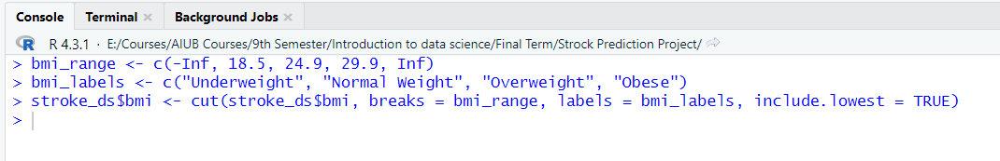 Console Terminal × Background Jobs ×
R R 4.3.1 · E:/Courses/AIUB Courses/9th Semester/Introduction to data science/Final Term/Strock Prediction Project/
> bmi_range <- c(-Inf, 18.5, 24.9, 29.9, Inf)
> bmi_labels <- c("Underweight", "Normal Weight", "Overweight", "Obese")
> stroke_ds$bmi <- cut(stroke_ds$bmi, breaks = bmi_range, labels = bmi_labels, include.lowest = TRUE)
>